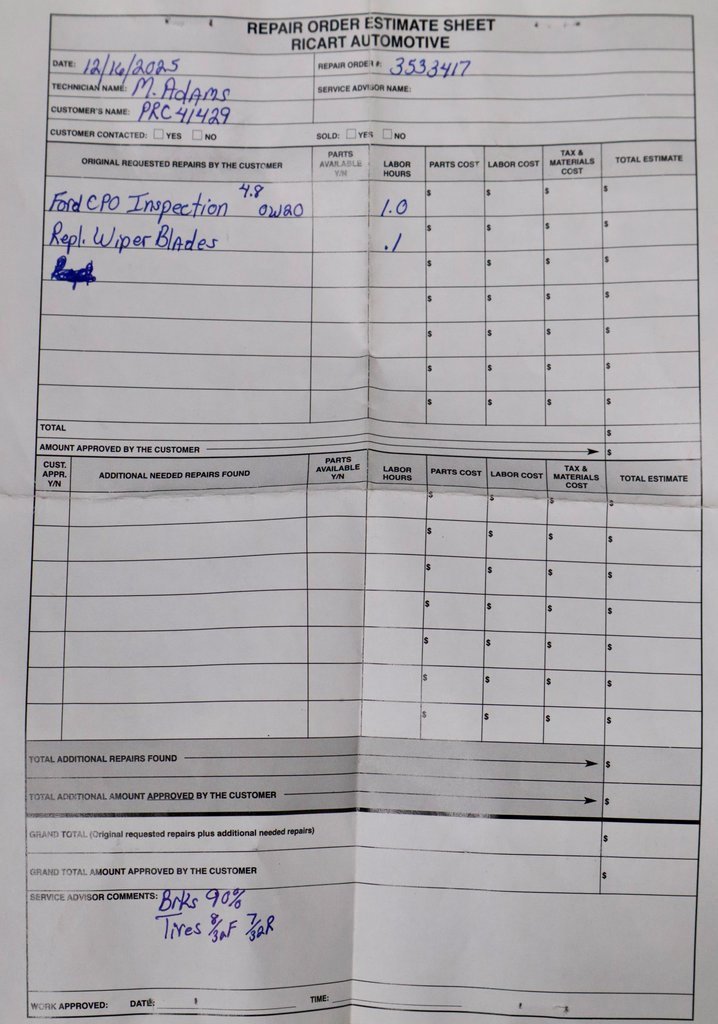 REPAIR ORDER ESTIMATE SHEET
RICART AUTOMOTIVE
DATE: 12/16/2025 REPAIR ORDER #: 3533417
TECHNICIAN NAME: M. Adams SERVICE ADVISOR NAME:
CUSTOMER'S NAME: PRC 41429
CUSTOMER CONTACTED: YES NO SOLD: YES NO
ORIGINAL REQUESTED REPAIRS BY THE CUSTOMER PARTS AVAILABLE Y/N LABOR HOURS PARTS COST LABOR COST TAX & MATERIALS COST TOTAL ESTIMATE
Ford CPO Inspection 4.8 0W20 1.0 $ $ $ $
Repl. Wiper Blades .1 $ $ $ $
$ $ $ $
$ $ $ $
$ $ $ $
$ $ $ $
$ $ $ $
TOTAL $
AMOUNT APPROVED BY THE CUSTOMER $
CUST. APPR. Y/N ADDITIONAL NEEDED REPAIRS FOUND PARTS AVAILABLE Y/N LABOR HOURS PARTS COST LABOR COST TAX & MATERIALS COST TOTAL ESTIMATE
$ $ $ $
$ $ $ $
$ $ $ $
$ $ $ $
$ $ $ $
$ $ $ $
$ $ $ $
TOTAL ADDITIONAL REPAIRS FOUND $
TOTAL ADDITIONAL AMOUNT APPROVED BY THE CUSTOMER $
GRAND TOTAL (Original requested repairs plus additional needed repairs) $
GRAND TOTAL AMOUNT APPROVED BY THE CUSTOMER $
SERVICE ADVISOR COMMENTS: Brks 90%
Tires 8/32F 7/32R
WORK APPROVED: DATE: TIME: